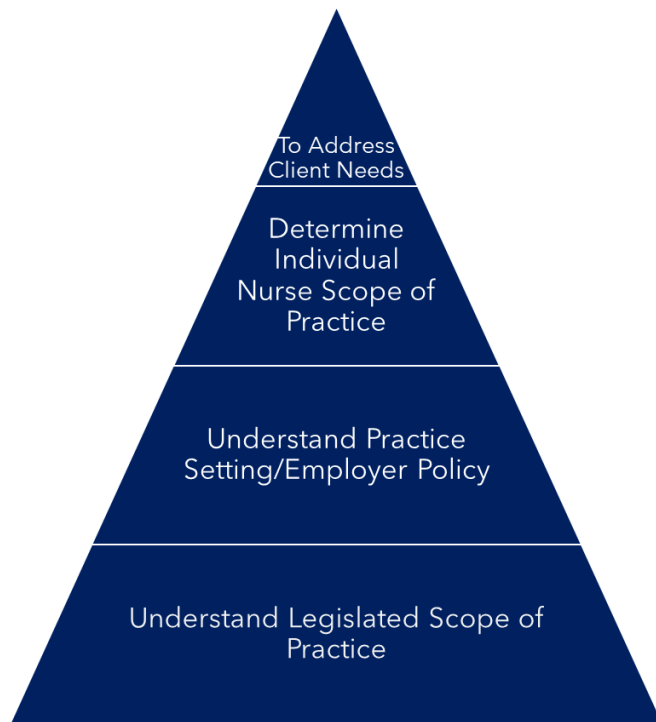 To Address
Client Needs
Determine
Individual
Nurse Scope of
Practice
Understand Practice
Setting/Employer Policy
Understand Legislated Scope of
Practice